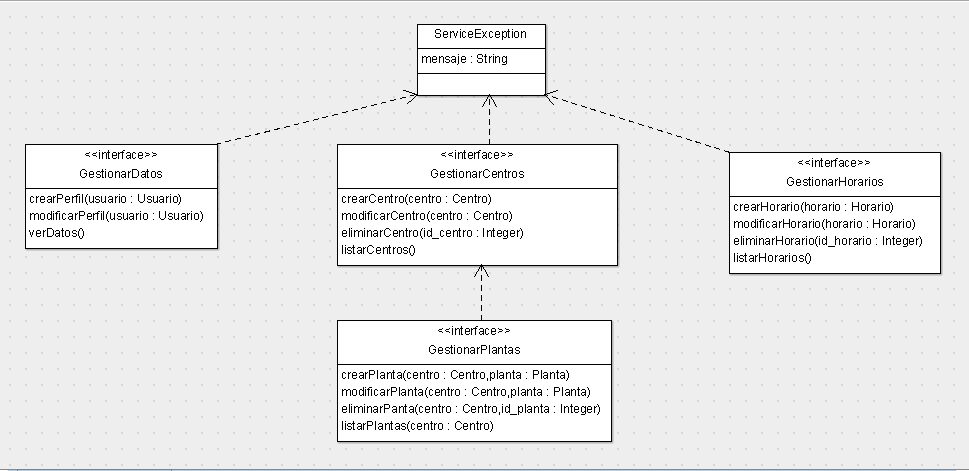 ServiceException
mensaje : String
<<interface>>
GestionarDatos
crearPerfil(usuario : Usuario)
modificarPerfil(usuario : Usuario)
verDatos()
<<interface>>
GestionarCentros
crearCentro(centro : Centro)
modificarCentro(centro : Centro)
eliminarCentro(id_centro : Integer)
listarCentros()
<<interface>>
GestionarHorarios
crearHorario(horario : Horario)
modificarHorario(horario : Horario)
eliminarHorario(id_horario : Integer)
listarHorarios()
<<interface>>
GestionarPlantas
crearPlanta(centro : Centro,planta : Planta)
modificarPlanta(centro : Centro,planta : Planta)
eliminarPanta(centro : Centro,id_planta : Integer)
listarPlantas(centro : Centro)